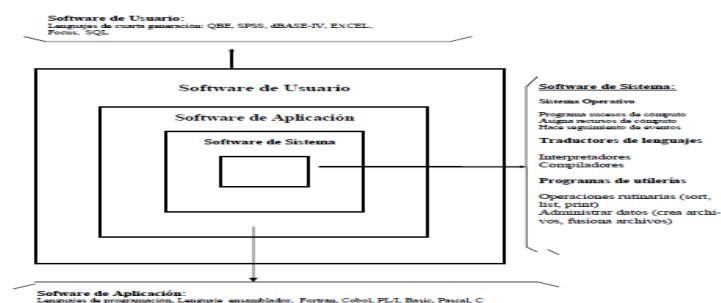 Software de Usuario:
Lenguajes de cuarta generación: QBE, SPSS, dBASE-IV, EXCEL,
Focus, SQL
Software de Usuario
Software de Aplicación
Software de Sistema
Software de Sistema:
Sistema Operativo
Programa sucesos de cómputo
Asigna recursos de cómputo
Hace seguimiento de eventos
Traductores de lenguajes
Interpretadores
Compiladores
Programas de utilerías
Operaciones rutinarias (sort,
list, print)
Administrar datos (crea archi-
vos, fusiona archivos)
Software de Aplicación:
Lenguajes de programación, Lenguaje ensamblador, Fortran, Cobol, PL/I, Basic, Pascal, C